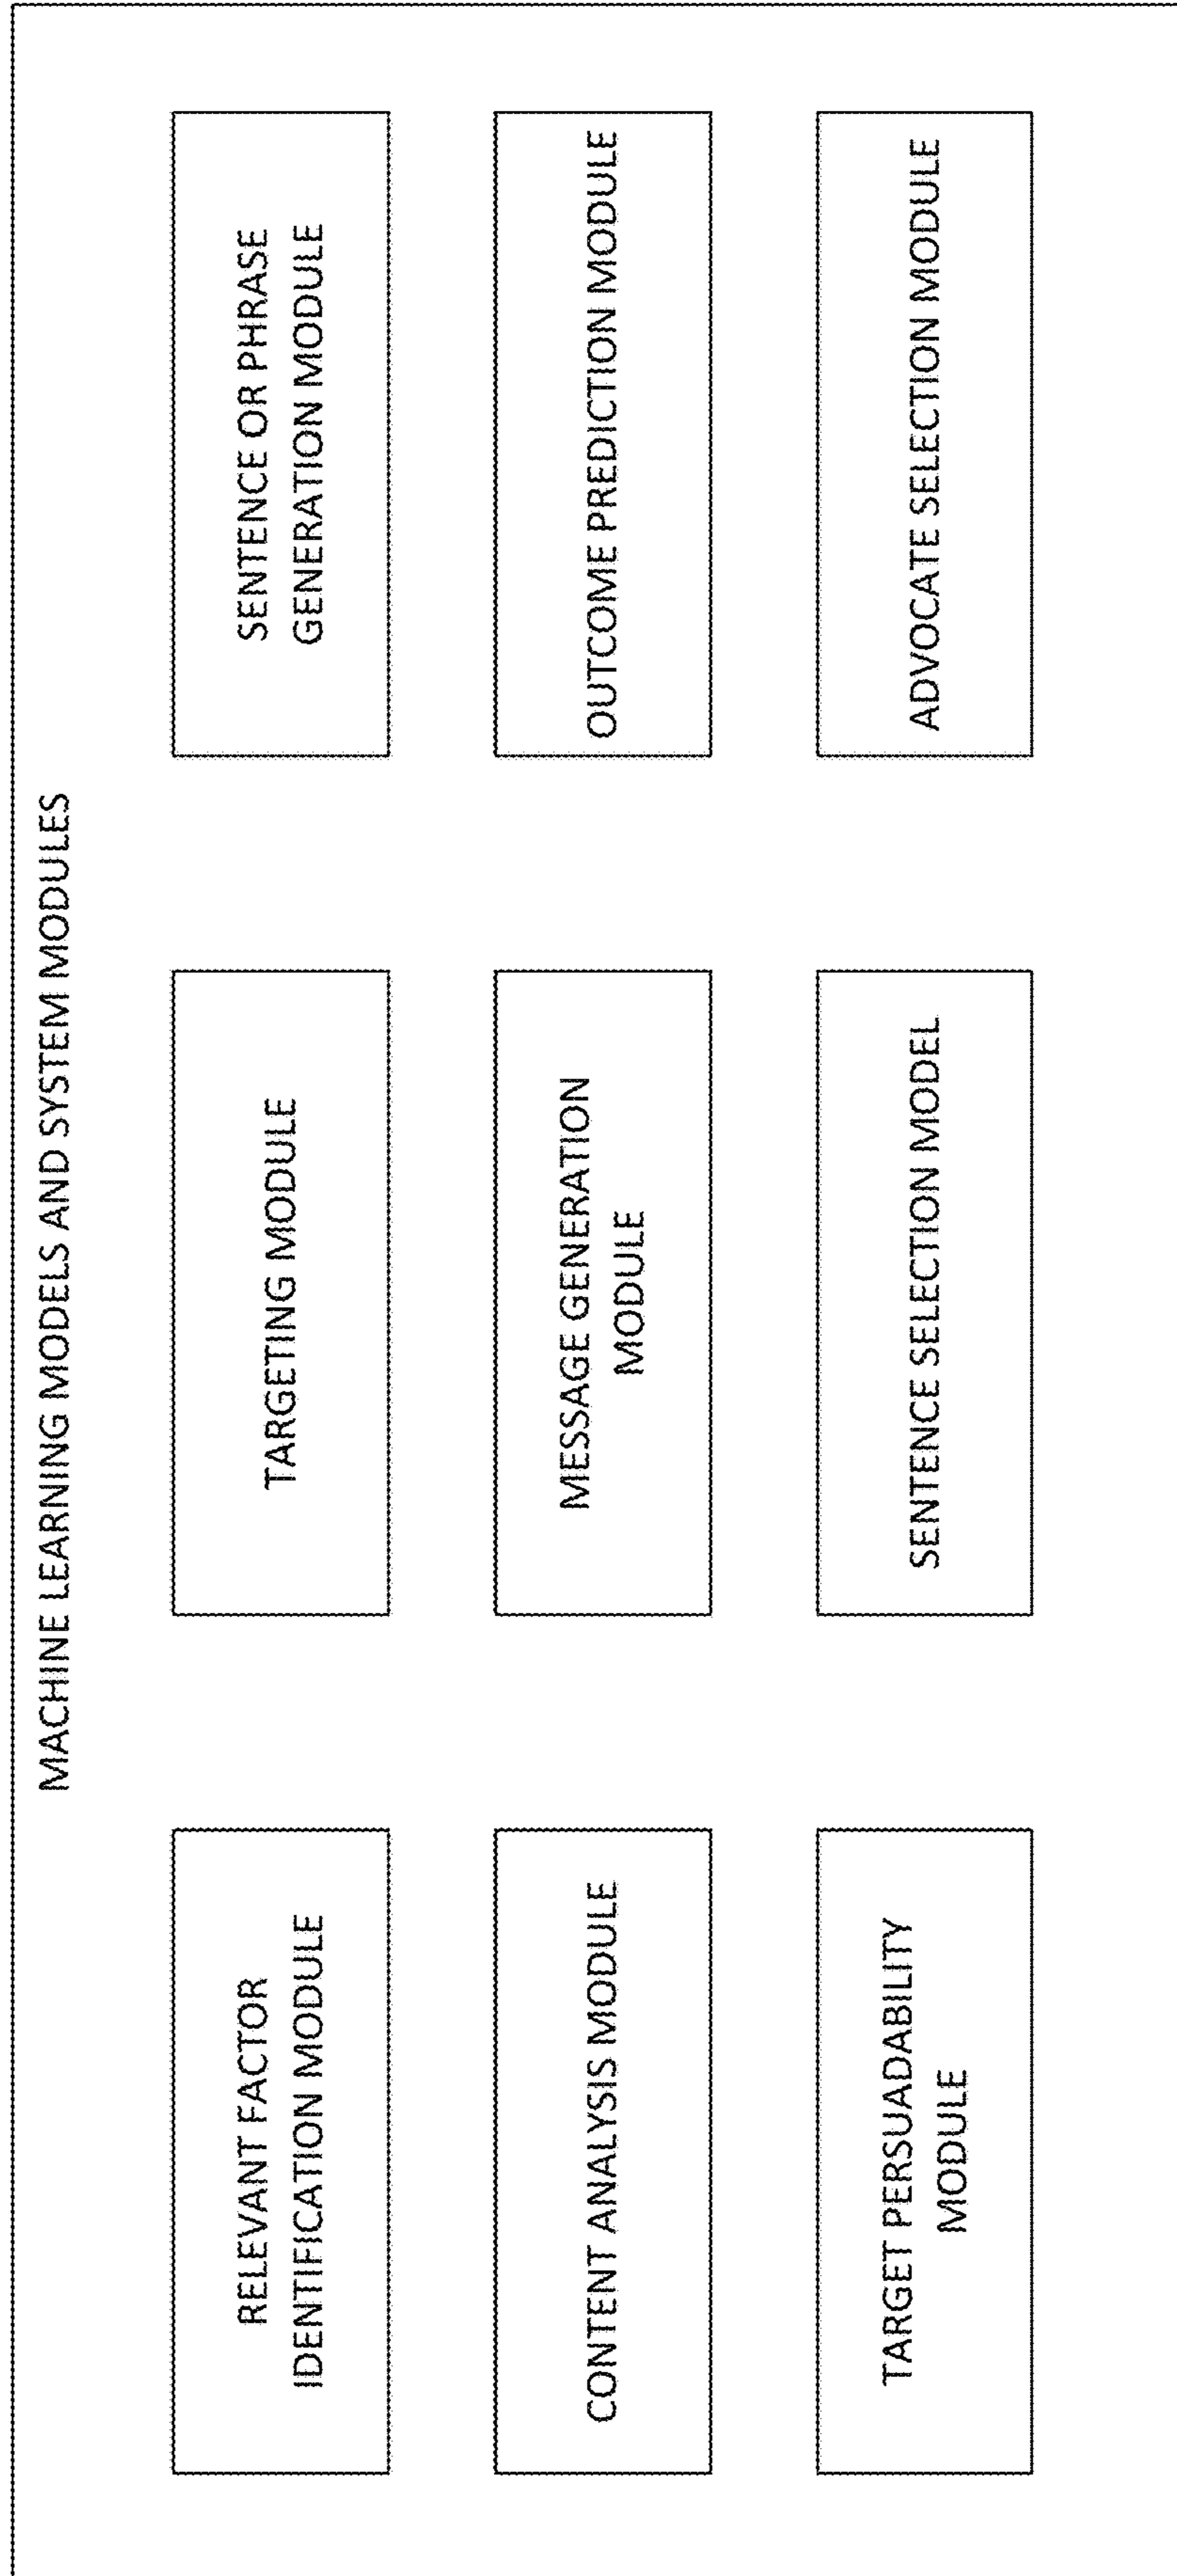 MACHINE LEARNING MODELS AND SYSTEM MODULES
RELEVANT FACTOR
IDENTIFICATION MODULE
TARGETING MODULE
SENTENCE OR PHRASE
GENERATION MODULE
CONTENT ANALYSIS MODULE
MESSAGE GENERATION
MODULE
OUTCOME PREDICTION MODULE
TARGET PERSUADABILITY
MODULE
SENTENCE SELECTION MODEL
ADVOCATE SELECTION MODULE